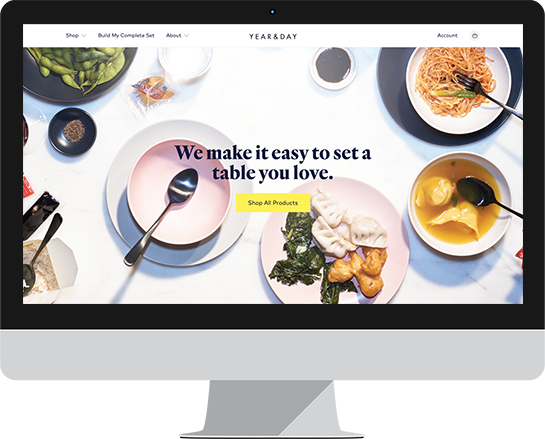 Shop Build My Complete Set About YEAR&DAY Account
We make it easy to set a
table you love.
Shop All Products